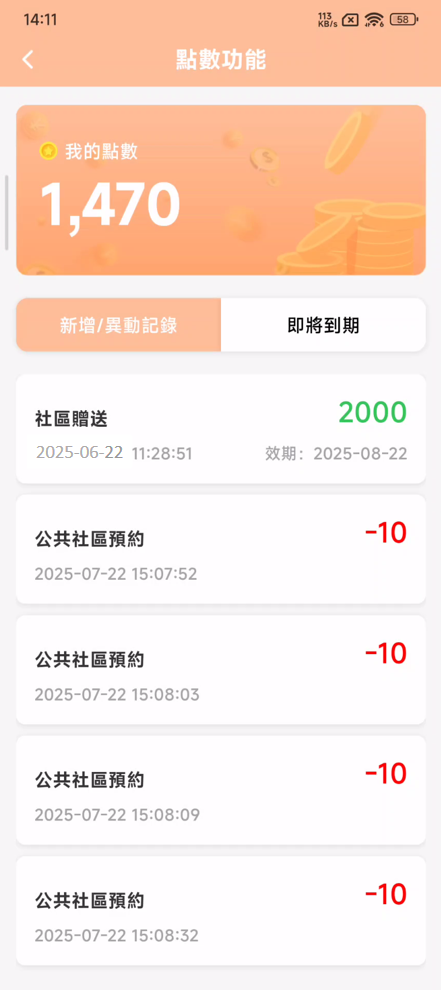 14:11
113 KB/s
6
58
點數功能
我的點數
1,470
新增/異動記錄
即將到期
社區贈送
2000
2025-06-22 11:28:51
效期：2025-08-22
公共社區預約
-10
2025-07-22 15:07:52
公共社區預約
-10
2025-07-22 15:08:03
公共社區預約
-10
2025-07-22 15:08:09
公共社區預約
-10
2025-07-22 15:08:32